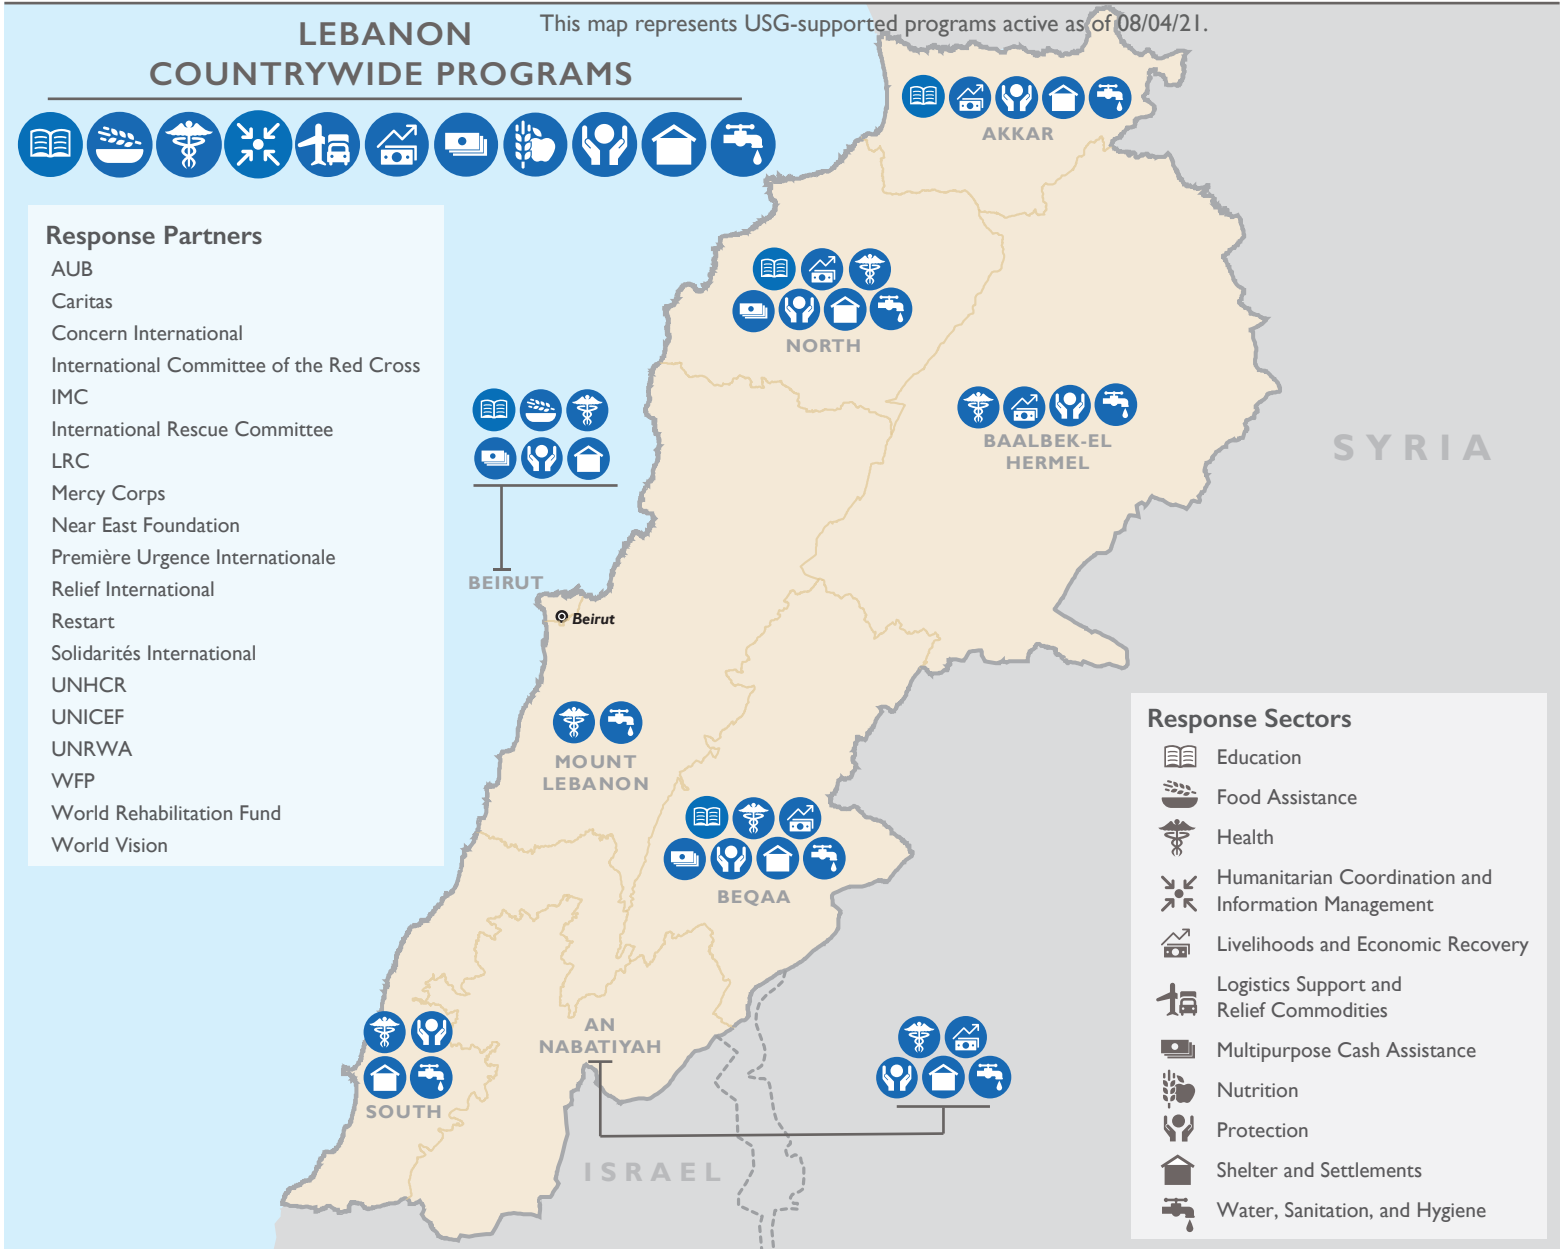 This map represents USG-supported programs active as of 08/04/21.
LEBANON
COUNTRYWIDE PROGRAMS
Response Partners
AUB
Caritas
Concern International
International Committee of the Red Cross
IMC
International Rescue Committee
LRC
Mercy Corps
Near East Foundation
Première Urgence Internationale
Relief International
Restart
Solidarités International
UNHCR
UNICEF
UNRWA
WFP
World Rehabilitation Fund
World Vision
AKKAR
NORTH
BAALBEK-EL
HERMEL
SYRIA
BEIRUT
Beirut
MOUNT
LEBANON
BEQAA
AN
NABATIYAH
SOUTH
ISRAEL
Response Sectors
Education
Food Assistance
Health
Humanitarian Coordination and
Information Management
Livelihoods and Economic Recovery
Logistics Support and
Relief Commodities
Multipurpose Cash Assistance
Nutrition
Protection
Shelter and Settlements
Water, Sanitation, and Hygiene